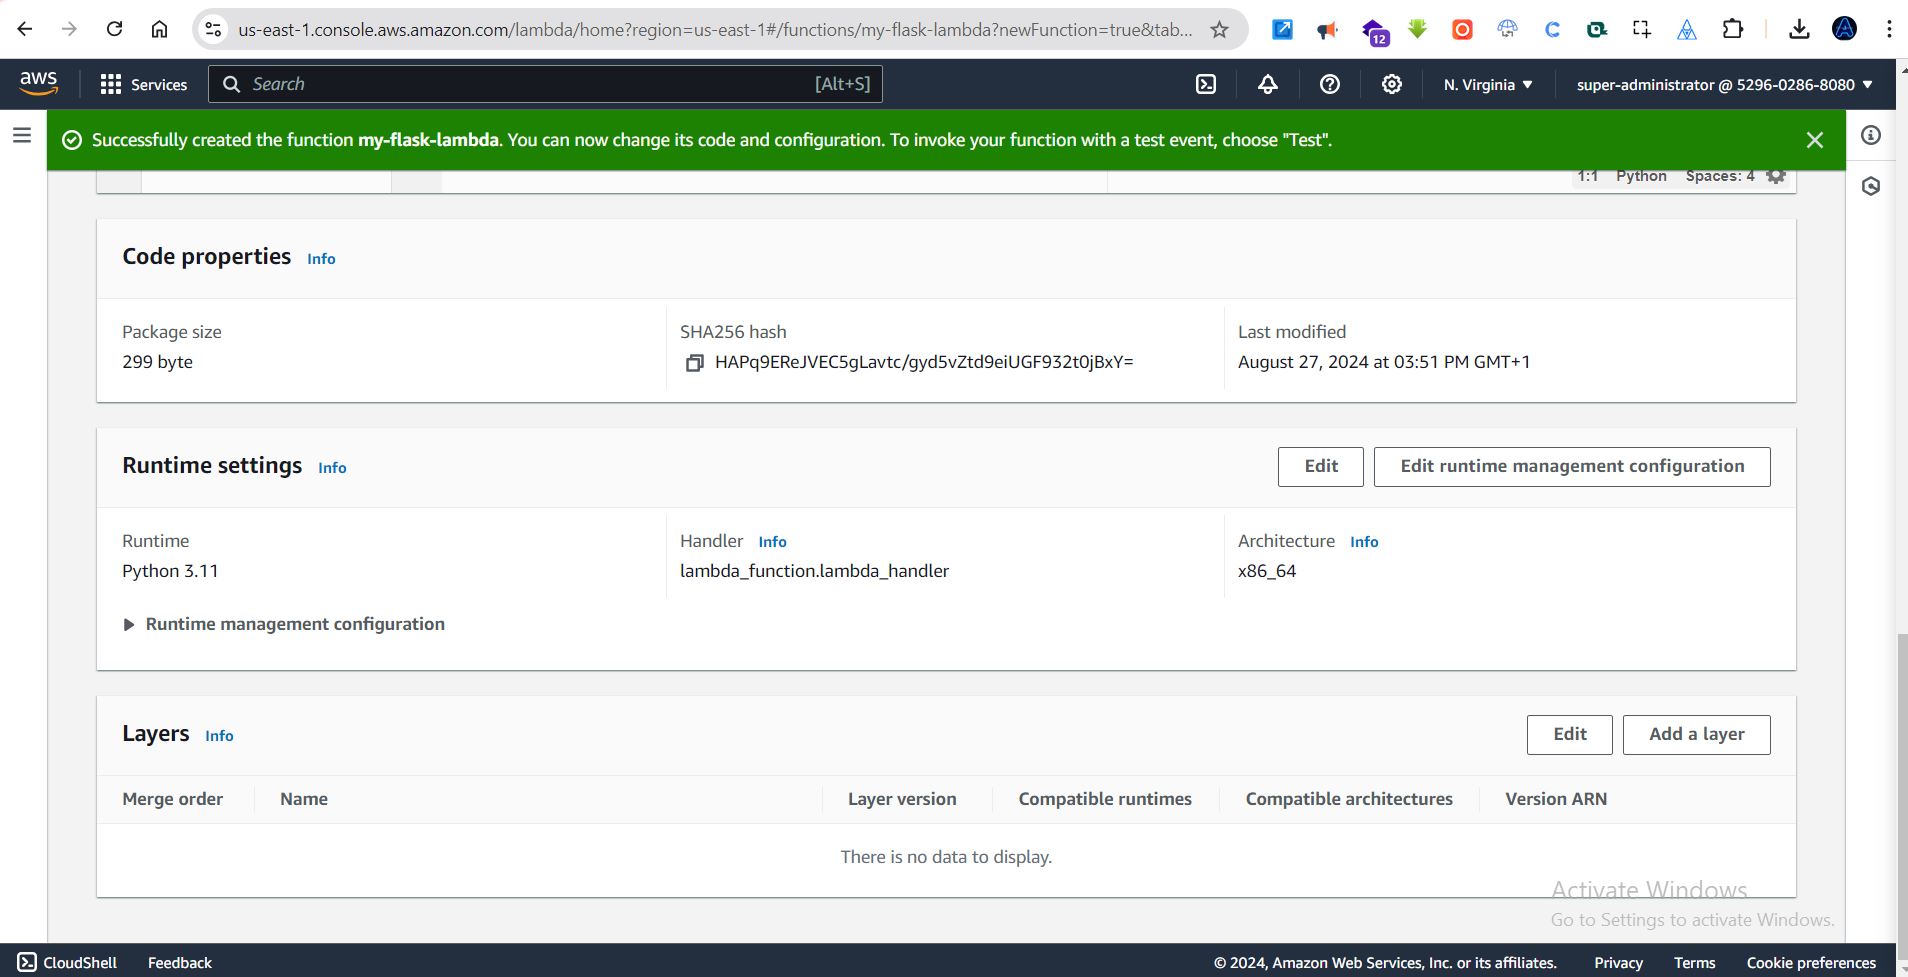 us-east-1.console.aws.amazon.com/lambda/home?region=us-east-1#/functions/my-flask-lambda?newFunction=true&tab...
12
aws
Services
Search
[Alt+S]
N. Virginia
super-administrator @ 5296-0286-8080
Successfully created the function my-flask-lambda. You can now change its code and configuration. To invoke your function with a test event, choose "Test".
1:1 Python Spaces: 4
Code properties Info
Package size
299 byte
SHA256 hash
HAPq9EReJVEC5gLavtc/gyd5vZtd9eiUGF932t0jBxY=
Last modified
August 27, 2024 at 03:51 PM GMT+1
Runtime settings Info
Edit
Edit runtime management configuration
Runtime
Python 3.11
Handler Info
lambda_function.lambda_handler
Architecture Info
x86_64
Runtime management configuration
Layers Info
Edit
Add a layer
Merge order
Name
Layer version
Compatible runtimes
Compatible architectures
Version ARN
There is no data to display.
Activate Windows
Go to Settings to activate Windows.
CloudShell
Feedback
© 2024, Amazon Web Services, Inc. or its affiliates.
Privacy
Terms
Cookie preferences